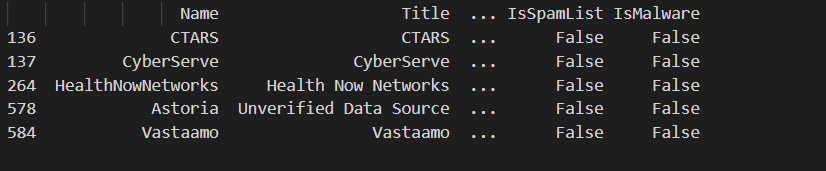 Name Title ... IsSpamList IsMalware
136 CTARS CTARS ... False False
137 CyberServe CyberServe ... False False
264 HealthNowNetworks Health Now Networks ... False False
578 Astoria Unverified Data Source ... False False
584 Vastaamo Vastaamo ... False False